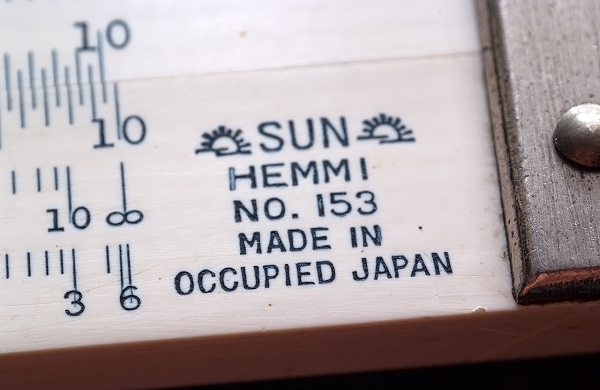 10
10
10 ∞
3 6
SUN
HEMMI
NO. 153
MADE IN
OCCUPIED JAPAN